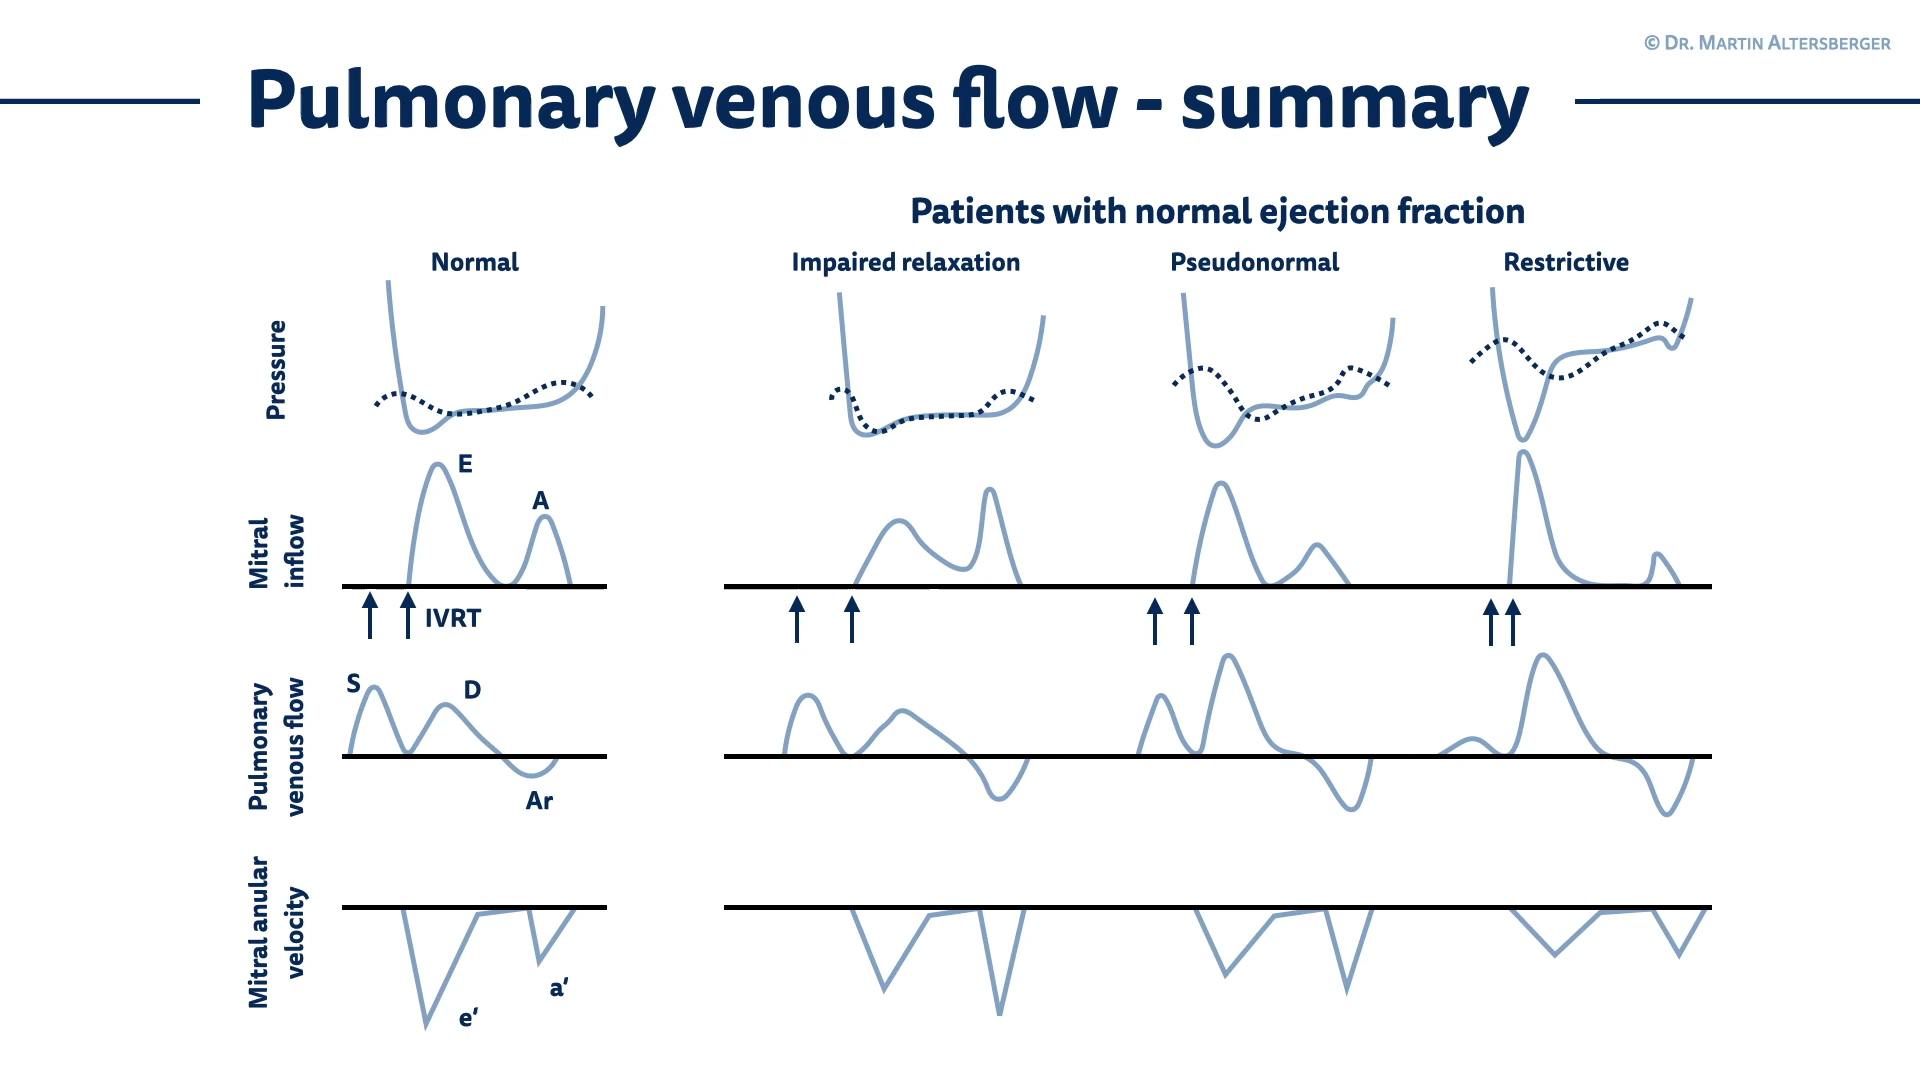 © Dr. Martin Altersberger
Pulmonary venous flow - summary
Patients with normal ejection fraction
Normal
Impaired relaxation
Pseudonormal
Restrictive
Pressure
Mitral
inflow
E
A
IVRT
Pulmonary
venous flow
S
D
Ar
Mitral anular
velocity
e‘
a‘